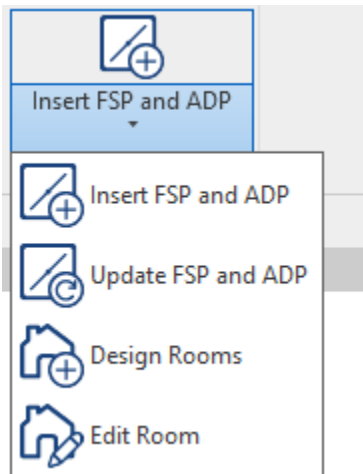 Insert FSP and ADP
Insert FSP and ADP
Update FSP and ADP
Design Rooms
Edit Room